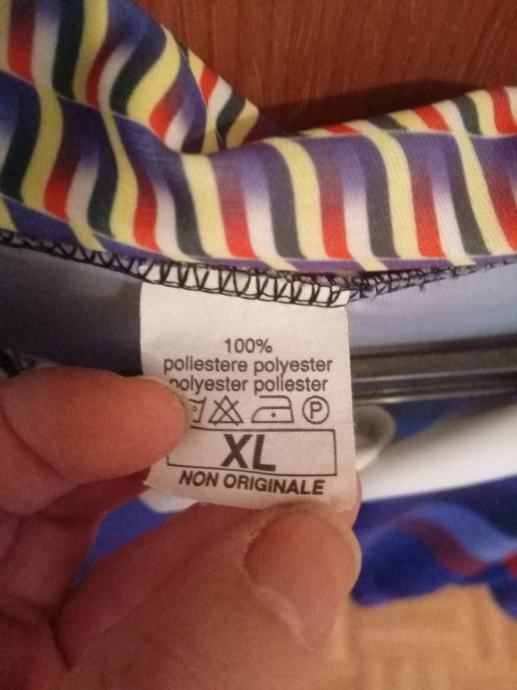 100%
poliestere polyester
polyester poliester
P
XL
NON ORIGINALE